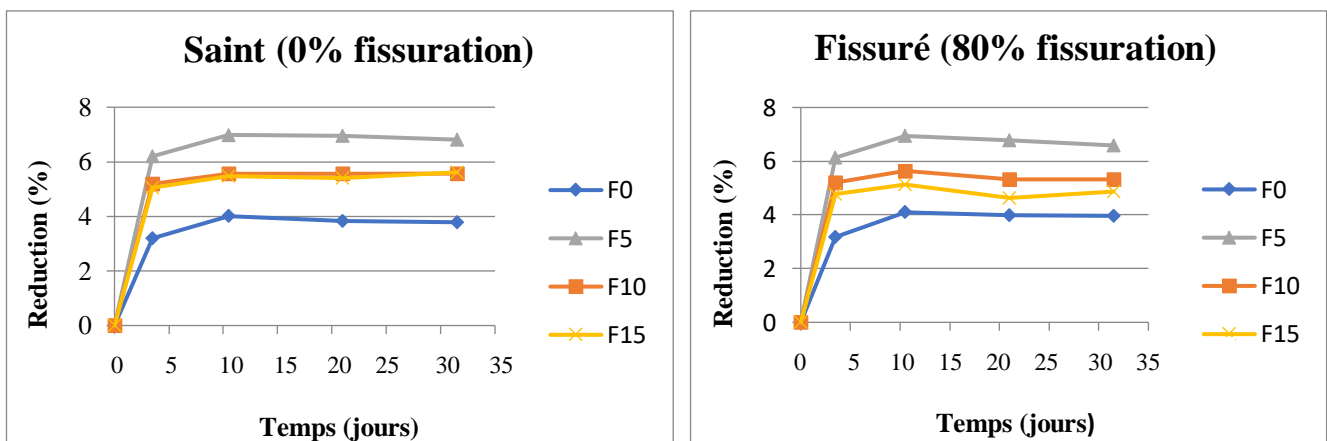 Saint (0% fissuration)
Reduction (%)
8
6
4
2
0
0 5 10 15 20 25 30 35
Temps (jours)
F0
F5
F10
F15
Fissuré (80% fissuration)
Reduction (%)
8
6
4
2
0
0 5 10 15 20 25 30 35
Temps (jours)
F0
F5
F10
F15